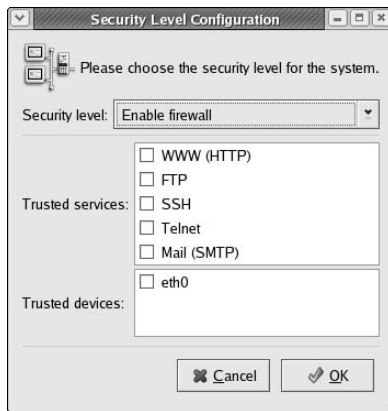 Security Level Configuration
Please choose the security level for the system.
Security level: Enable firewall
Trusted services:
WWW (HTTP)
FTP
SSH
Telnet
Mail (SMTP)
Trusted devices:
eth0
Cancel OK